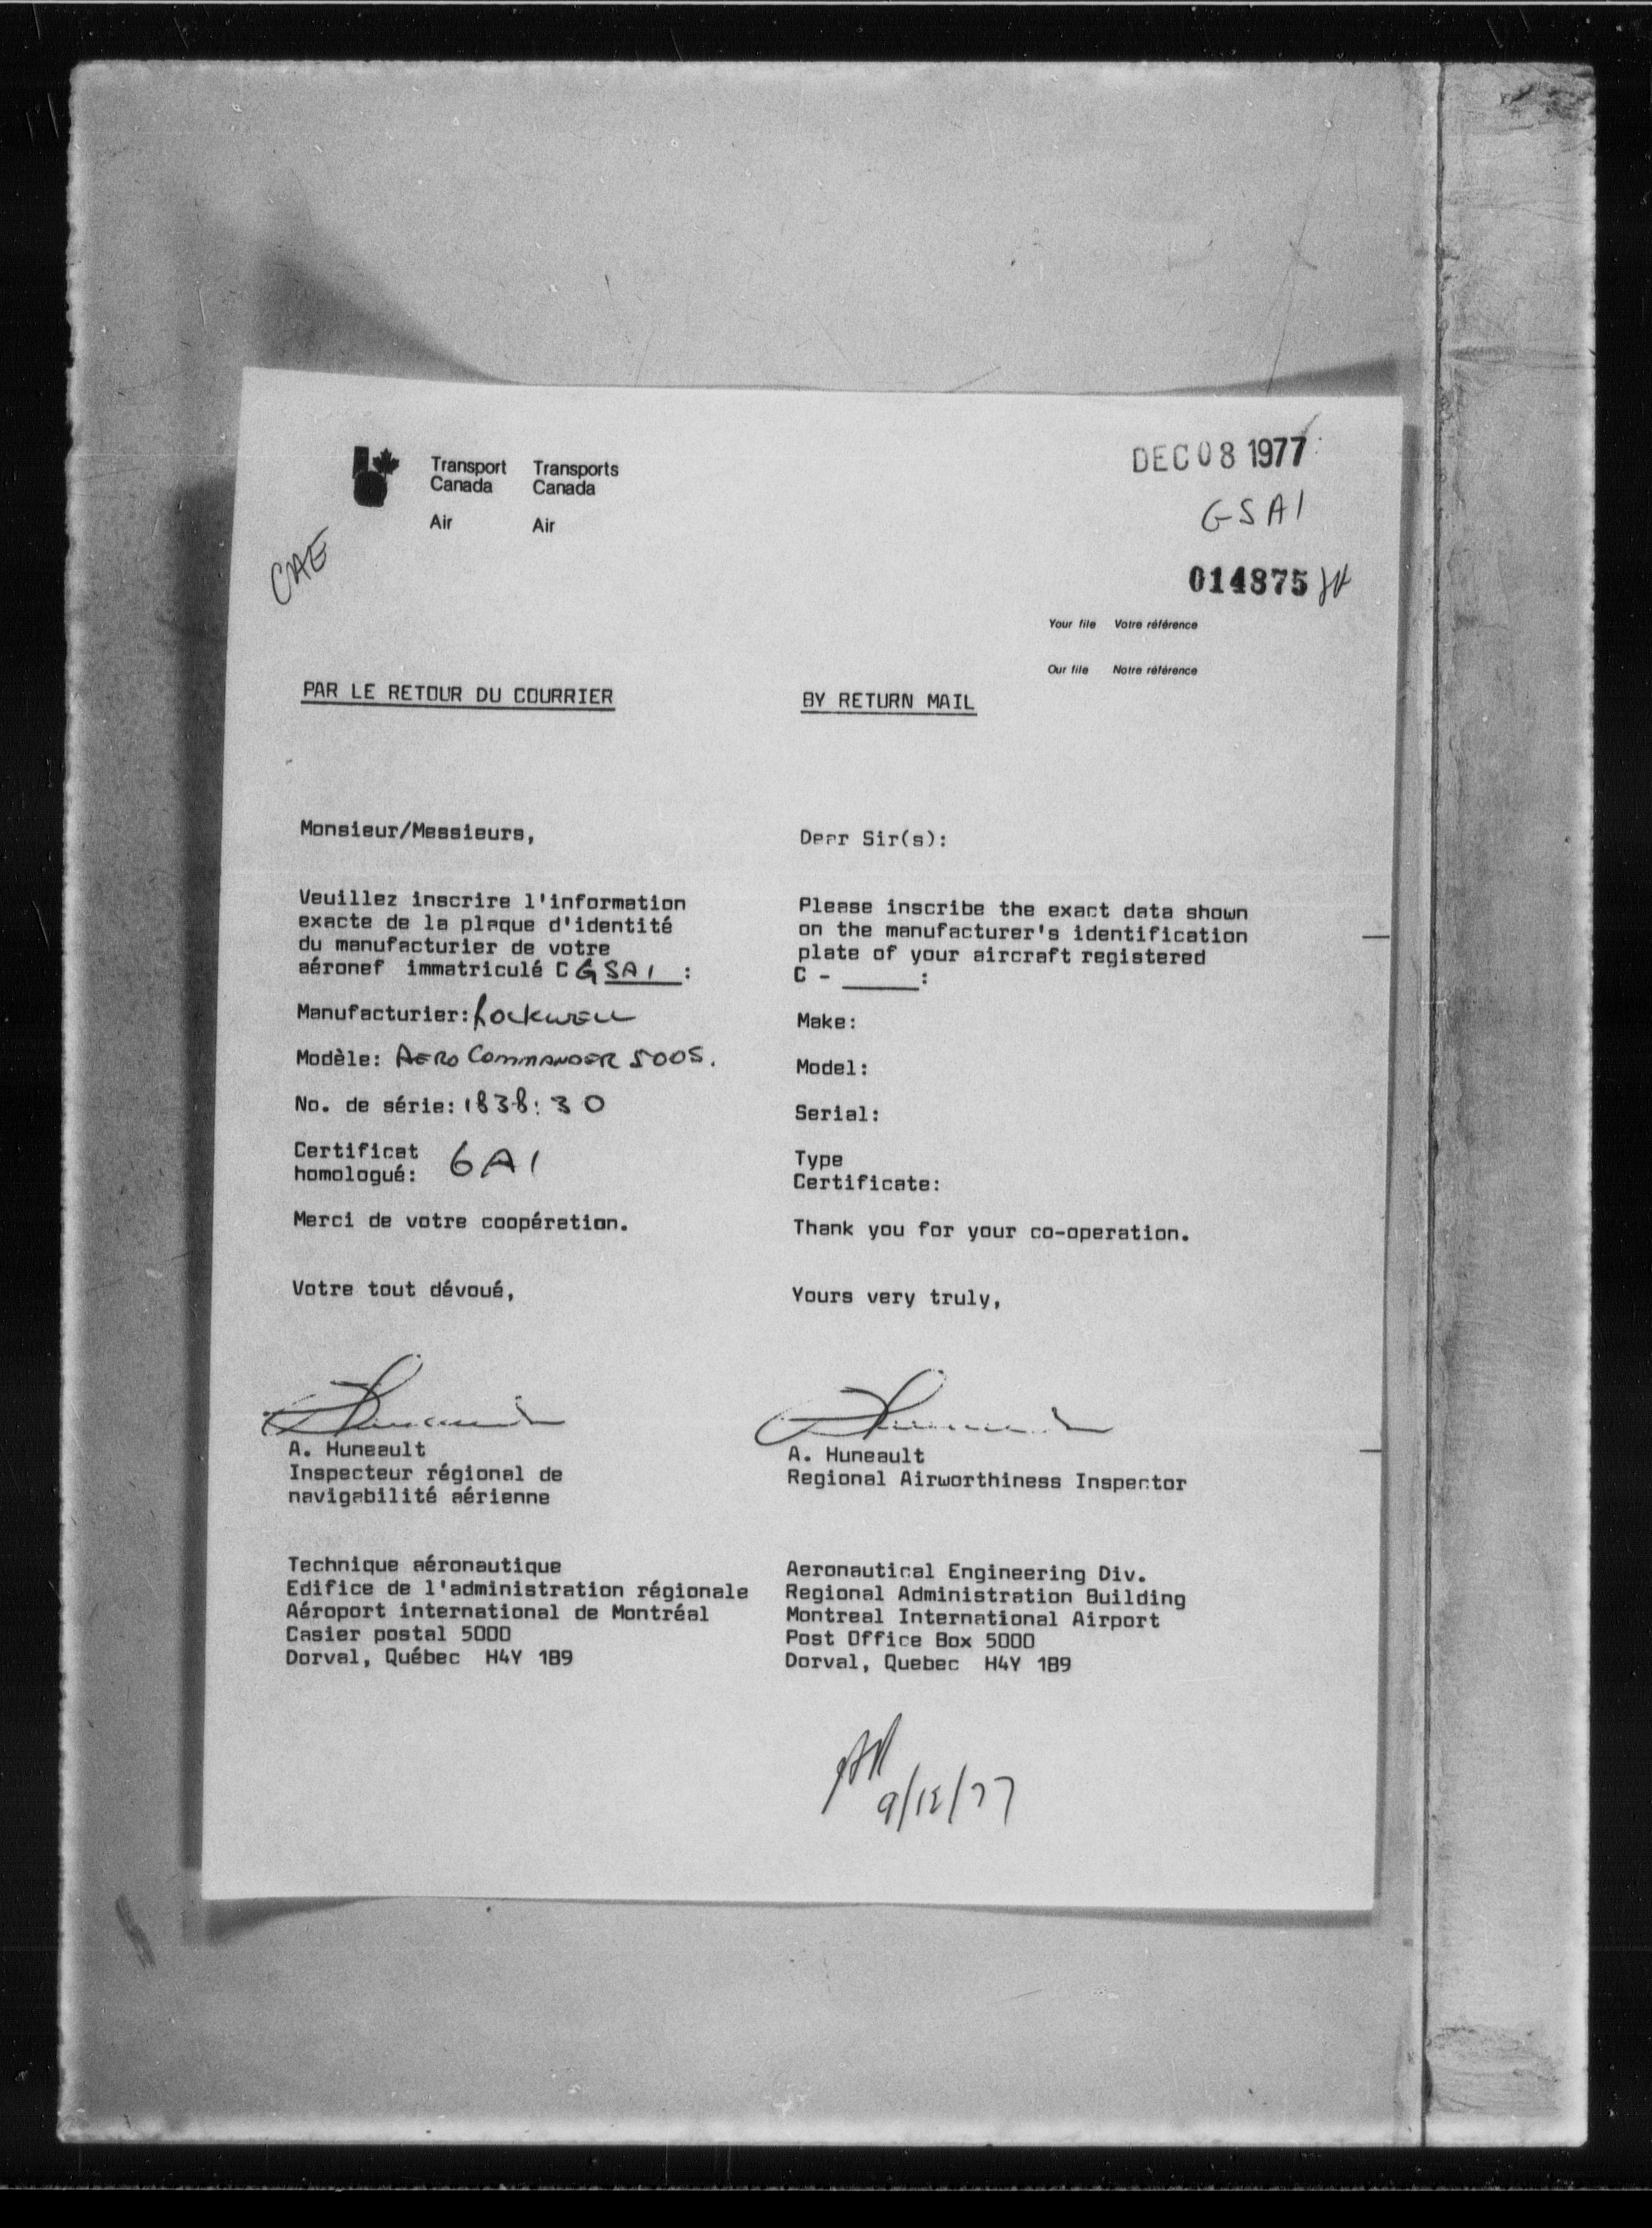 Transport Canada
Transports Canada
Air
Air
DEC 08 1977
GSAI
CAE
014875
Your file Votre référence
Our file Notre référence
PAR LE RETOUR DU COURRIER
Monsieur/Messieurs,
Veuillez inscrire l'information
exacte de la plaque d'identité
du manufacturier de votre
aéronef immatriculé C GSAI :
Manufacturier: Rockwell
Modèle: AERO COMMANDER 500S.
No. de série: 1838:30
Certificat
homologué: 6A1
Merci de votre coopération.
Votre tout dévoué,
A. Huneault
Inspecteur régional de
navigabilité aérienne
Technique aéronautique
Edifice de l'administration régionale
Aéroport international de Montréal
Casier postal 5000
Dorval, Québec H4Y 1B9
BY RETURN MAIL
Dear Sir(s):
Please inscribe the exact data shown
on the manufacturer's identification
plate of your aircraft registered
C - _____:
Make:
Model:
Serial:
Type
Certificate:
Thank you for your co-operation.
Yours very truly,
A. Huneault
Regional Airworthiness Inspector
Aeronautical Engineering Div.
Regional Administration Building
Montreal International Airport
Post Office Box 5000
Dorval, Quebec H4Y 1B9
9/12/77